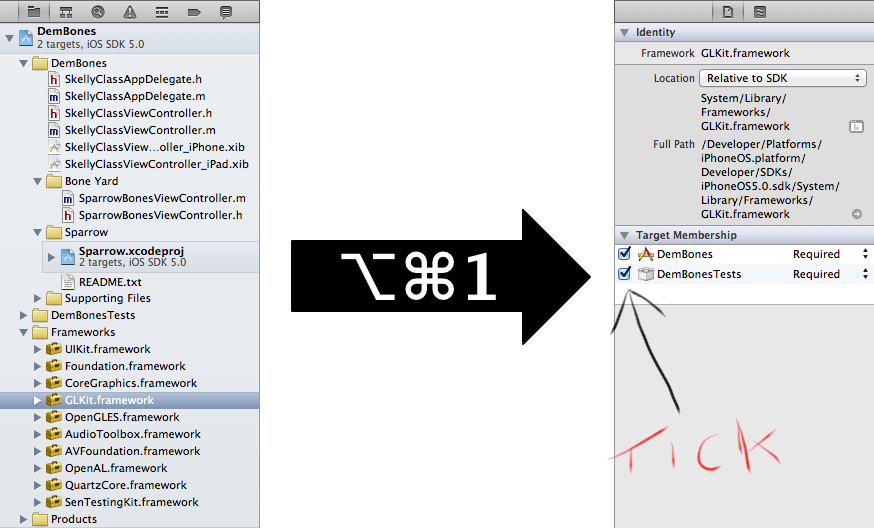 DemBones
2 targets, iOS SDK 5.0
DemBones
SkellyClassAppDelegate.h
SkellyClassAppDelegate.m
SkellyClassViewController.h
SkellyClassViewController.m
SkellyClassView...oller_iPhone.xib
SkellyClassViewController_iPad.xib
Bone Yard
SparrowBonesViewController.m
SparrowBonesViewController.h
Sparrow
Sparrow.xcodeproj
2 targets, iOS SDK 5.0
README.txt
Supporting Files
DemBonesTests
Frameworks
UIKit.framework
Foundation.framework
CoreGraphics.framework
GLKit.framework
OpenGLES.framework
AudioToolbox.framework
AVFoundation.framework
OpenAL.framework
QuartzCore.framework
SenTestingKit.framework
Products
⌥⌘1
Identity
Framework GLKit.framework
Location Relative to SDK
System/Library/
Frameworks/
GLKit.framework
Full Path /Developer/Platforms/
iPhoneOS.platform/
Developer/SDKs/
iPhoneOS5.0.sdk/System/
Library/Frameworks/
GLKit.framework
Target Membership
DemBones Required
DemBonesTests Required
TICK